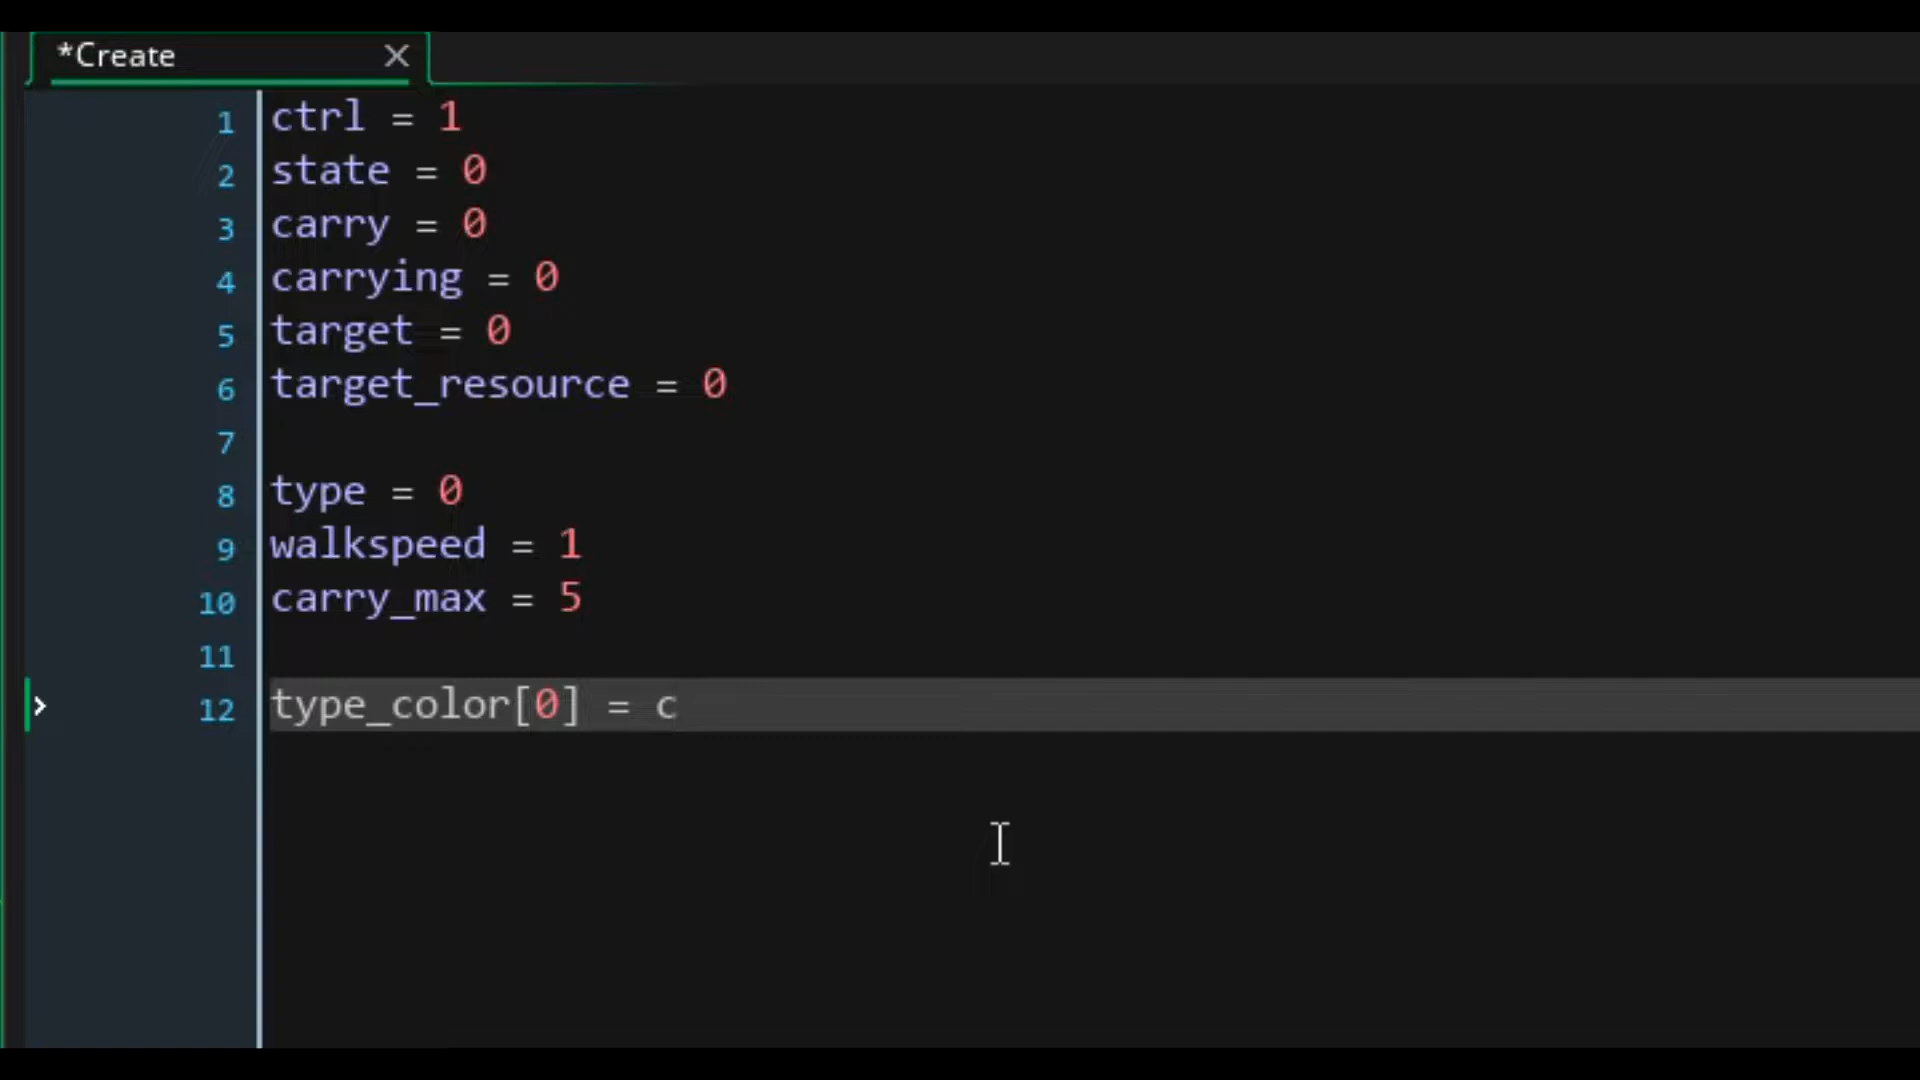 *Create
1 ctrl = 1
2 state = 0
3 carry = 0
4 carrying = 0
5 target = 0
6 target_resource = 0
7
8 type = 0
9 walkspeed = 1
10 carry_max = 5
11
12 type_color[0] = c